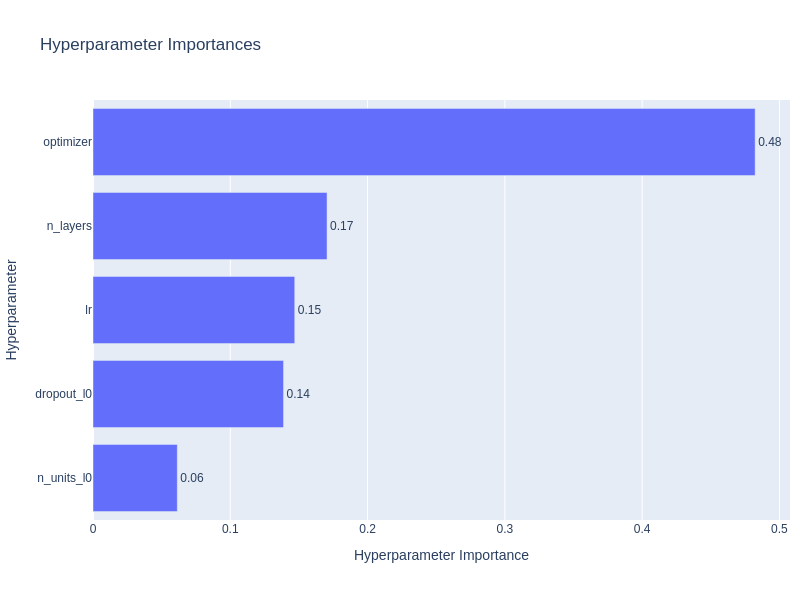 Hyperparameter Importances
optimizer
0.48
n_layers
0.17
lr
0.15
dropout_l0
0.14
n_units_l0
0.06
0
0.1
0.2
0.3
0.4
0.5
Hyperparameter Importance
Hyperparameter